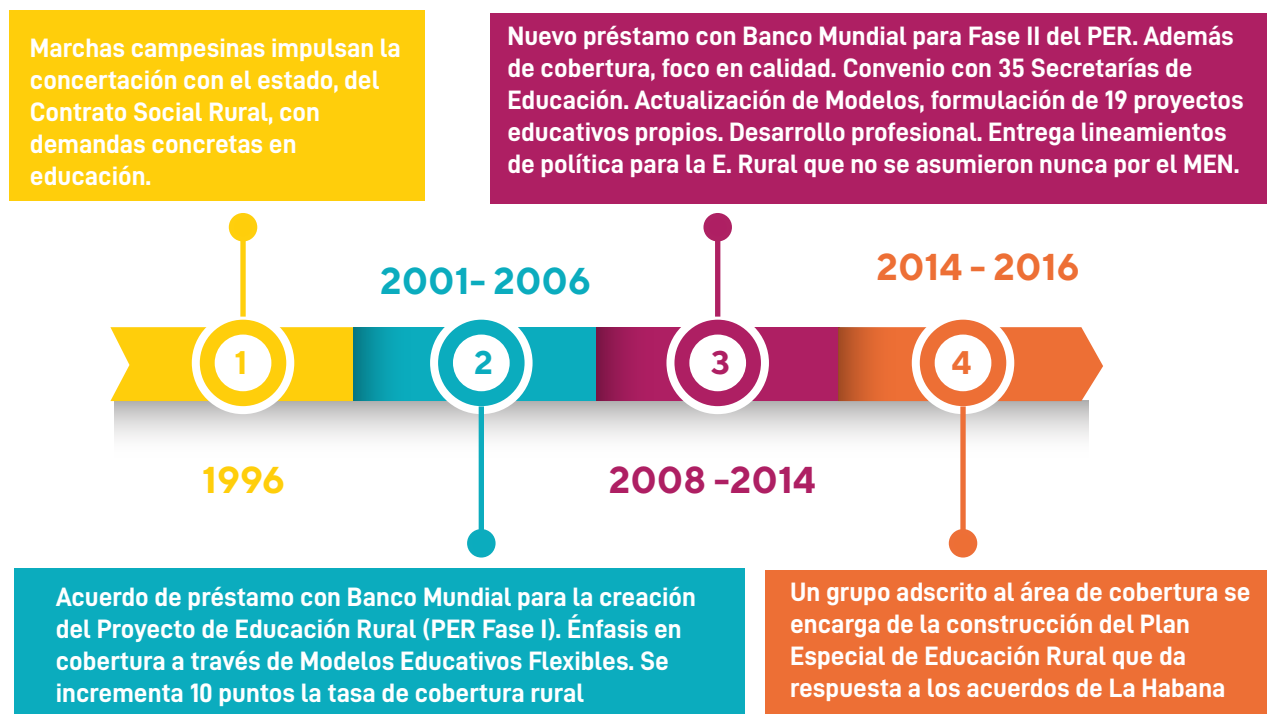 Marchas campesinas impulsan la
concertación con el estado, del
Contrato Social Rural, con
demandas concretas en
educación.
Nuevo préstamo con Banco Mundial para Fase II del PER. Además
de cobertura, foco en calidad. Convenio con 35 Secretarías de
Educación. Actualización de Modelos, formulación de 19 proyectos
educativos propios. Desarrollo profesional. Entrega lineamientos
de política para la E. Rural que no se asumieron nunca por el MEN.
2001- 2006
2014 - 2016
1
2
3
4
1996
2008 -2014
Acuerdo de préstamo con Banco Mundial para la creación
del Proyecto de Educación Rural (PER Fase I). Énfasis en
cobertura a través de Modelos Educativos Flexibles. Se
incrementa 10 puntos la tasa de cobertura rural
Un grupo adscrito al área de cobertura se
encarga de la construcción del Plan
Especial de Educación Rural que da
respuesta a los acuerdos de La Habana